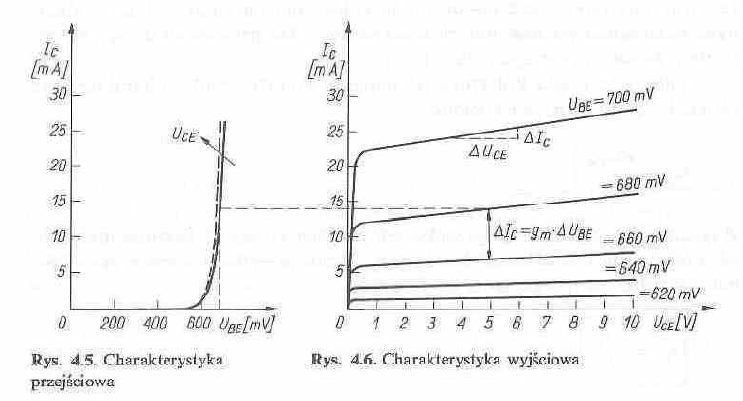 I_C
[mA]
30
25
20
15
10
5
U_CE
0 200 400 600 U_BE [mV]
Rys. 4.5. Charakterystyka
przejściowa
I_C
[mA]
30
25
20
15
10
5
U_BE = 700 mV
ΔI_C
ΔU_CE
= 680 mV
ΔI_C = g_m · ΔU_BE
= 660 mV
= 640 mV
= 620 mV
0 1 2 3 4 5 6 7 8 9 10 U_CE [V]
Rys. 4.6. Charakterystyka wyjściowa